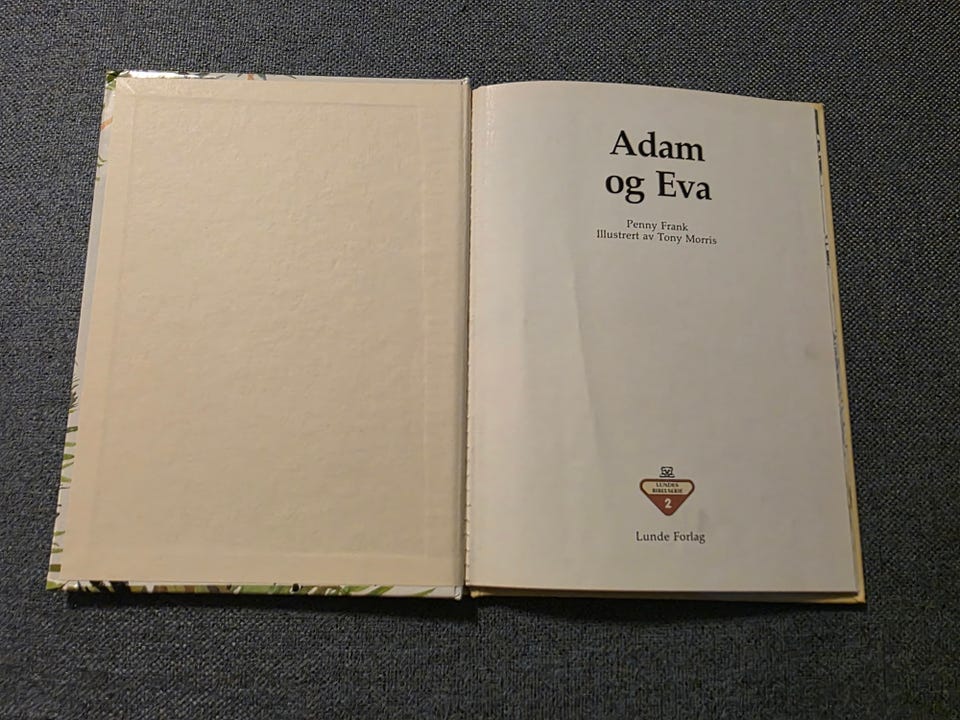 Adam
og Eva
Penny Frank
Illustrert av Tony Morris
LUNDES
BIBELSERIE
2
Lunde Forlag